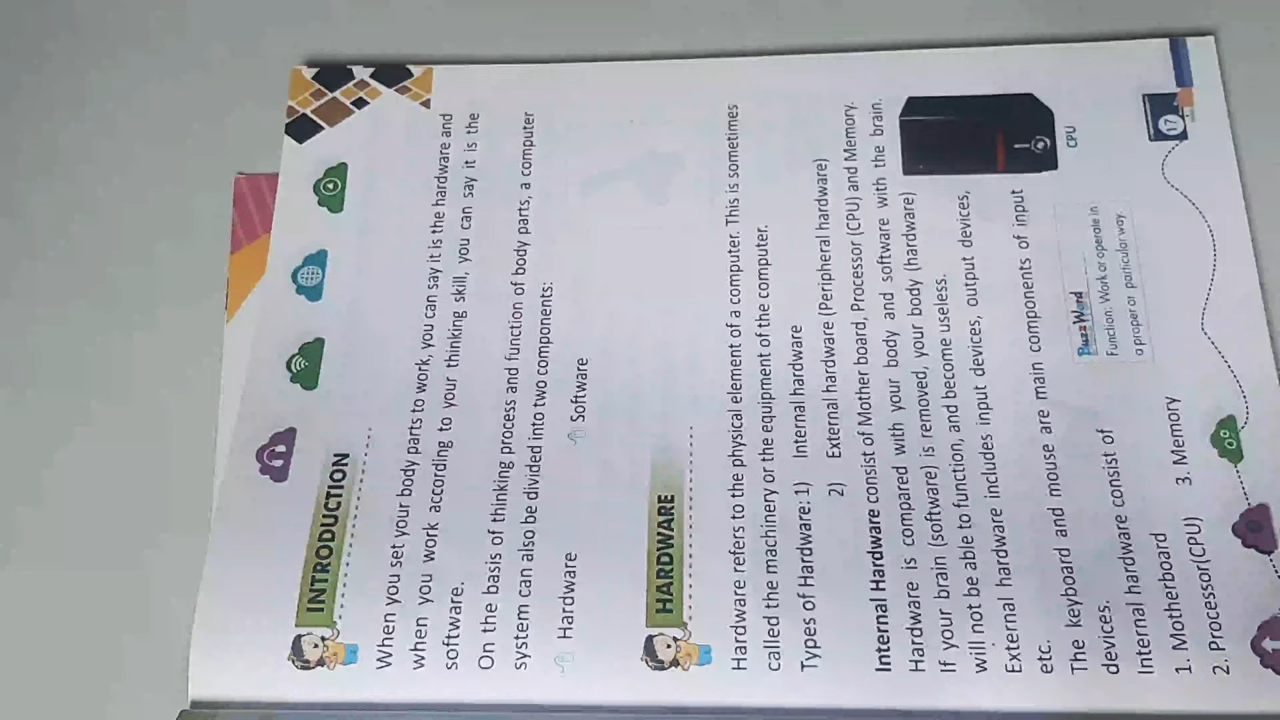 INTRODUCTION
When you set your body parts to work, you can say it is the hardware and
when you work according to your thinking skill, you can say it is the
software.
On the basis of thinking process and function of body parts, a computer
system can also be divided into two components:
Hardware Software
HARDWARE
Hardware refers to the physical element of a computer. This is sometimes
called the machinery or the equipment of the computer.
Types of Hardware: 1) Internal hardware
2) External hardware (Peripheral hardware)
Internal Hardware consist of Mother board, Processor (CPU) and Memory.
Hardware is compared with your body and software with the brain.
If your brain (software) is removed, your body (hardware)
will not be able to function, and become useless.
External hardware includes input devices, output devices,
etc.
CPU
The keyboard and mouse are main components of input
devices.
Internal hardware consist of
1. Motherboard
2. Processor(CPU) 3. Memory
Buzz Word
Function: Work or operate in
a proper or particular way.
17